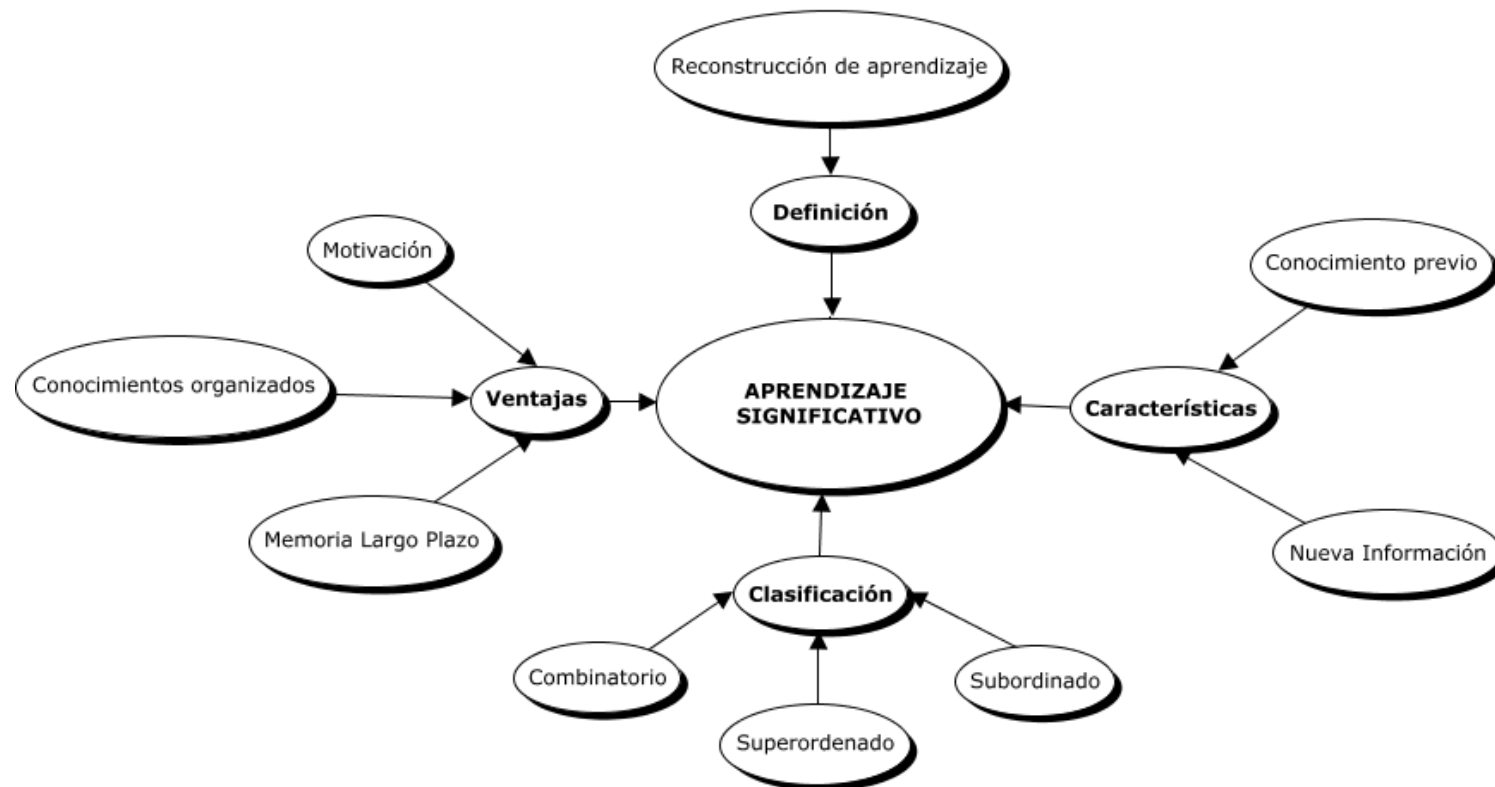 Reconstrucción de aprendizaje
Definición
Motivación
Conocimiento previo
Conocimientos organizados
Ventajas
APRENDIZAJE
SIGNIFICATIVO
Característísticas
Memoria Largo Plazo
Nueva Información
Clasificación
Combinatorio
Subordinado
Superordenado